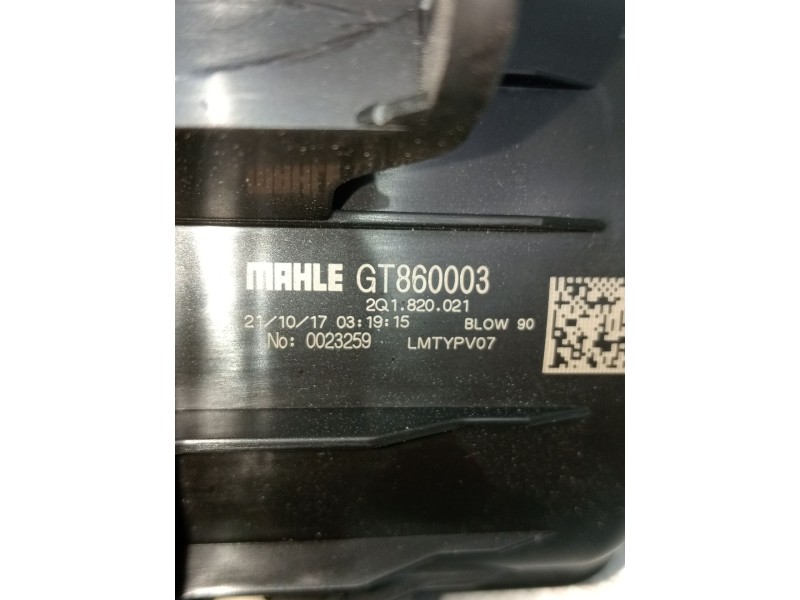 MAHLE GT860003
2Q1.820.021
21/10/17 03:19:15 BLOW 90
No: 0023259 LMTYPV07